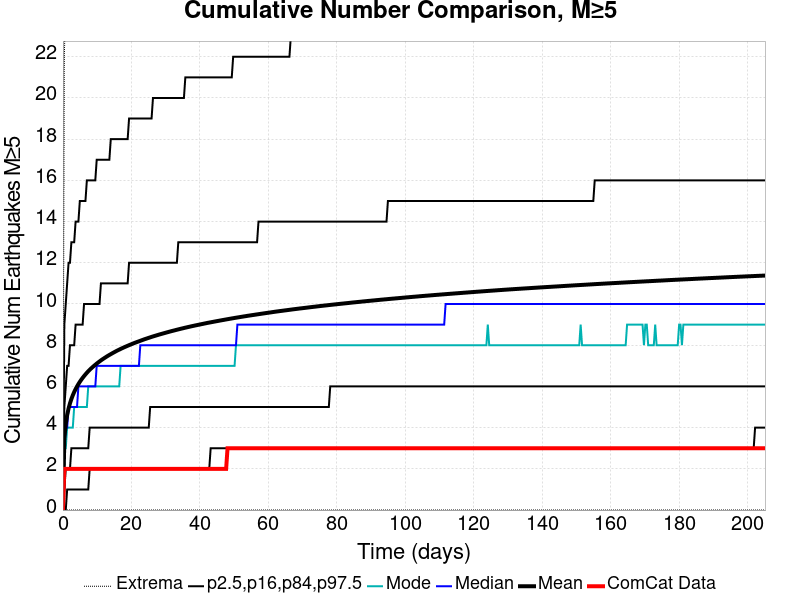 Cumulative Number Comparison, M≥5
Cumulative Num Earthquakes M≥5
22
20
18
16
14
12
10
8
6
4
2
0
0 20 40 60 80 100 120 140 160 180 200
Time (days)
Extrema p2.5,p16,p84,p97.5 Mode Median Mean ComCat Data